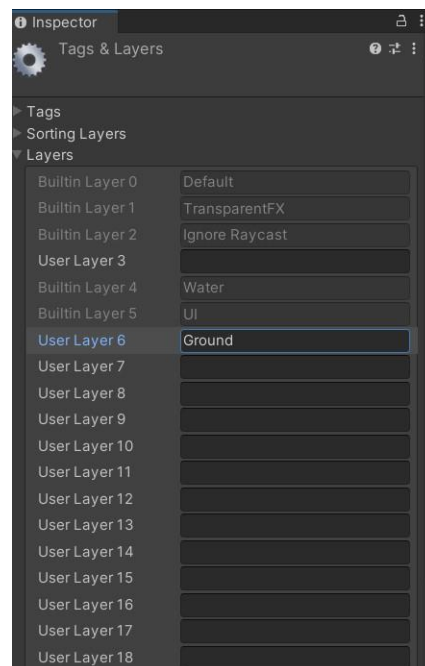 Inspector
Tags & Layers
Tags
Sorting Layers
Layers
Builtin Layer 0 Default
Builtin Layer 1 TransparentFX
Builtin Layer 2 Ignore Raycast
User Layer 3
Builtin Layer 4 Water
Builtin Layer 5 UI
User Layer 6 Ground
User Layer 7
User Layer 8
User Layer 9
User Layer 10
User Layer 11
User Layer 12
User Layer 13
User Layer 14
User Layer 15
User Layer 16
User Layer 17
User Layer 18